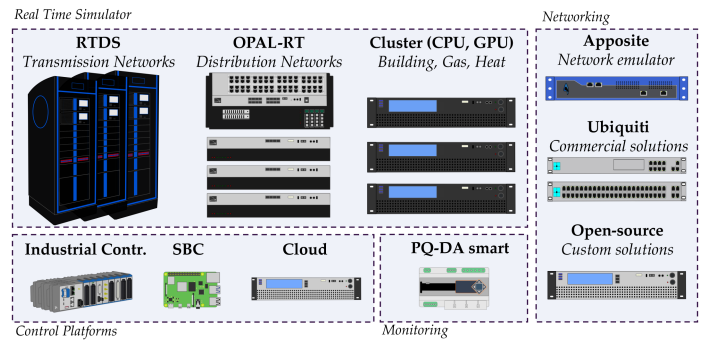 Real Time Simulator
RTDS
Transmission Networks
OPAL-RT
Distribution Networks
Cluster (CPU, GPU)
Building, Gas, Heat
Networking
Apposite
Network emulator
Ubiquiti
Commercial solutions
Open-source
Custom solutions
Industrial Contr.
SBC
Cloud
Control Platforms
PQ-DA smart
Monitoring